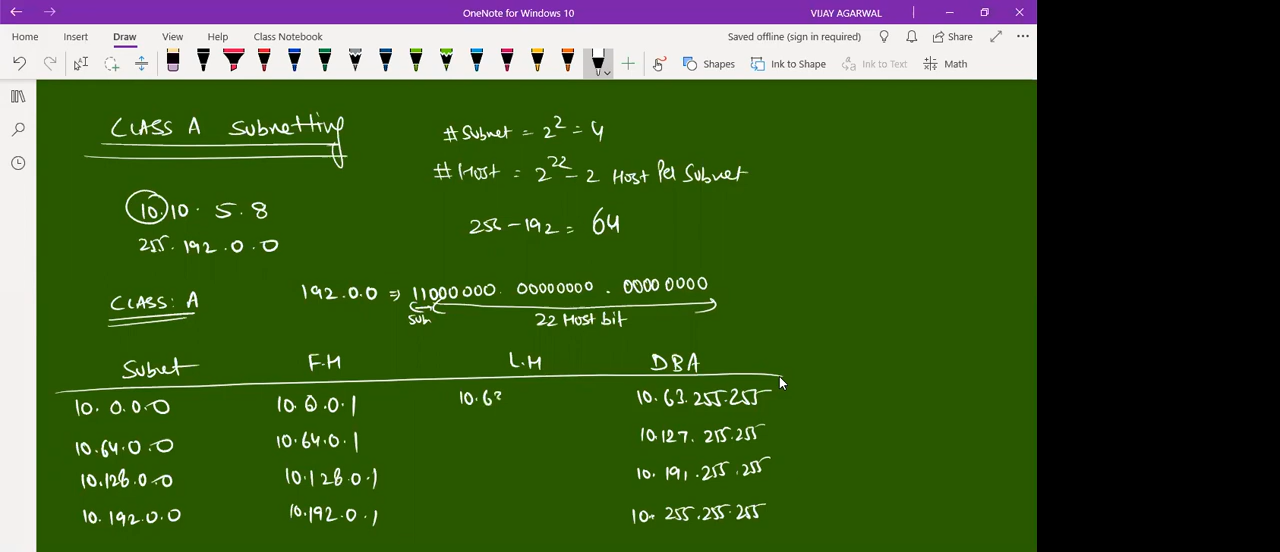 OneNote for Windows 10
VIJAY AGARWAL
Home Insert Draw View Help Class Notebook
Saved offline (sign in required) Share
Shapes Ink to Shape Ink to Text Math
CLASS A Subnetting
#Subnet = 2^2 = 4
#Host = 2^22 - 2 Host Per Subnet
10.10.5.8
256 - 192 = 64
255.192.0.0
192.0.0 ⇒ 11000000.00000000.00000000
CLASS: A
Sub 22 Host bit
Subnet F.H L.H DBA
10.0.0.0 10.0.0.1 10.63 10.63.255.255
10.64.0.0 10.64.0.1 10.127.255.255
10.128.0.0 10.128.0.1 10.191.255.255
10.192.0.0 10.192.0.1 10.255.255.255